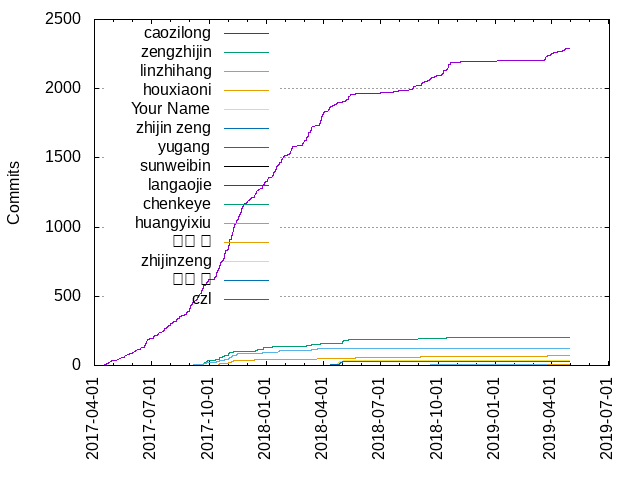 2500
2000
1500
1000
500
0
Commits
caozilong
zengzhijin
linzhihang
houxiaoni
Your Name
zhijin zeng
yugang
sunweibin
langaojie
chenkeye
huangyixiu
zhijinzeng
czl
2017-04-01
2017-07-01
2017-10-01
2018-01-01
2018-04-01
2018-07-01
2018-10-01
2019-01-01
2019-04-01
2019-07-01